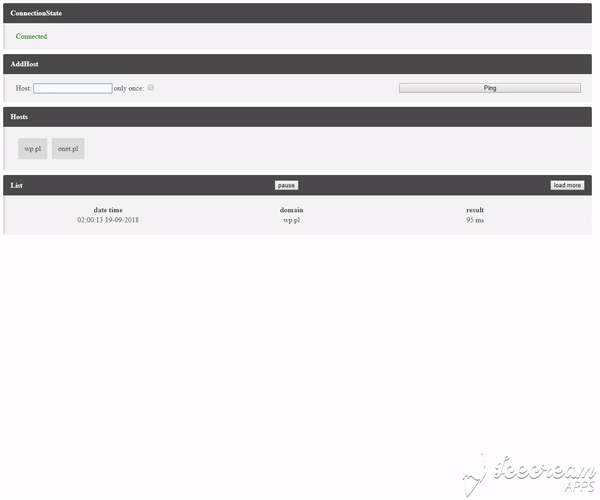 ConnectionState
Connected
AddHost
Host: only once: Ping
Hosts
wp.pl onet.pl
List pause load more
date time domain result
02:00:13 19-09-2018 wp.pl 95 ms
Icecream
APPS